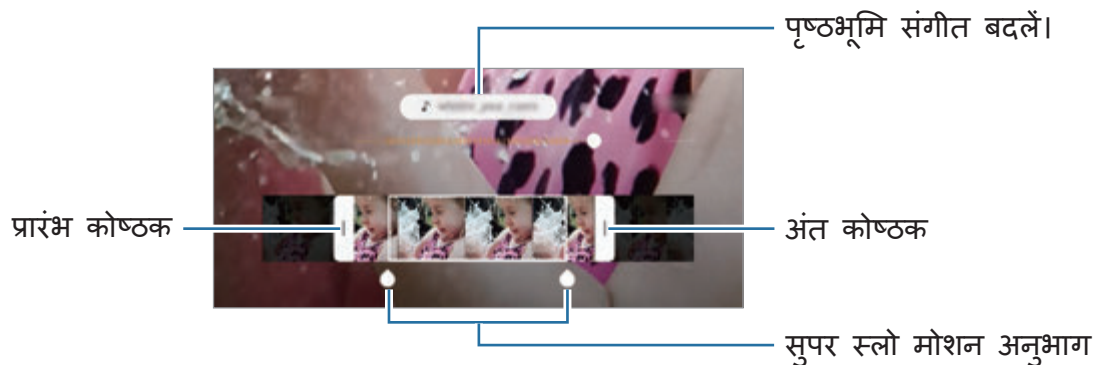 पृष्ठभूमि संगीत बदलें।
प्रारंभ कोष्ठक
अंत कोष्ठक
सुपर स्लो मोशन अनुभाग